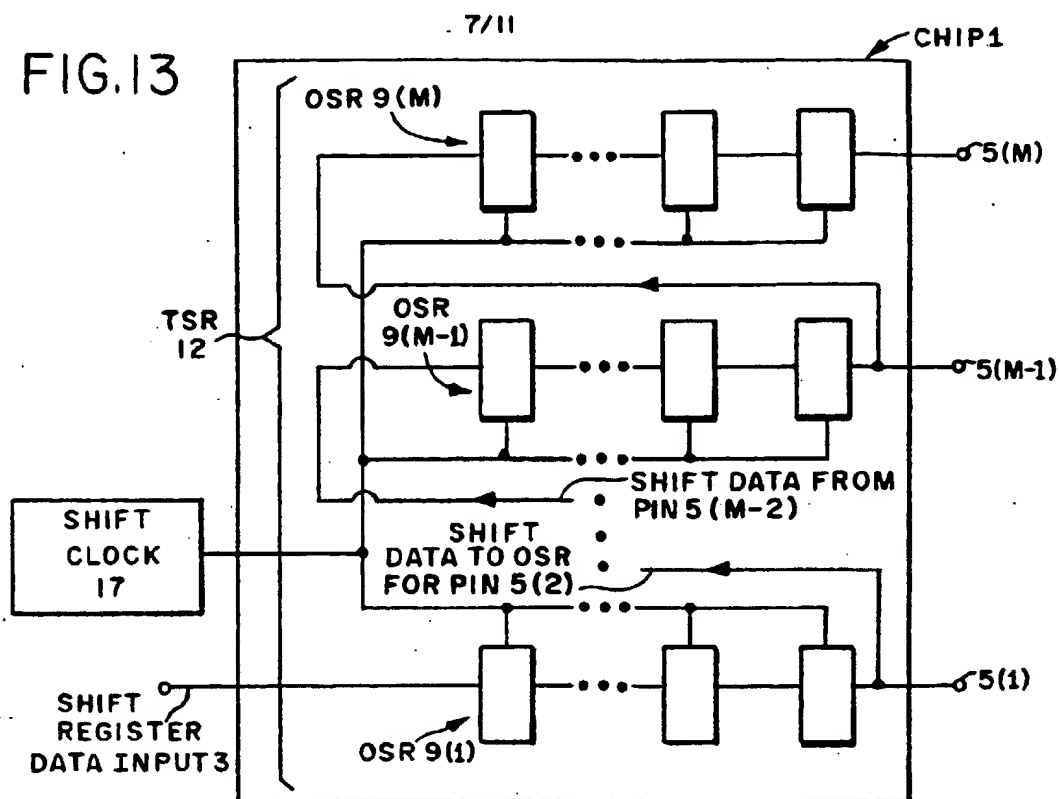 7/11
FIG.13
CHIP1
OSR 9(M)
5(M)
TSR
12
OSR
9(M-1)
5(M-1)
SHIFT DATA FROM
PIN 5(M-2)
SHIFT
CLOCK
17
SHIFT
DATA TO OSR
FOR PIN 5(2)
5(1)
SHIFT
REGISTER
DATA INPUT 3
OSR 9(1)